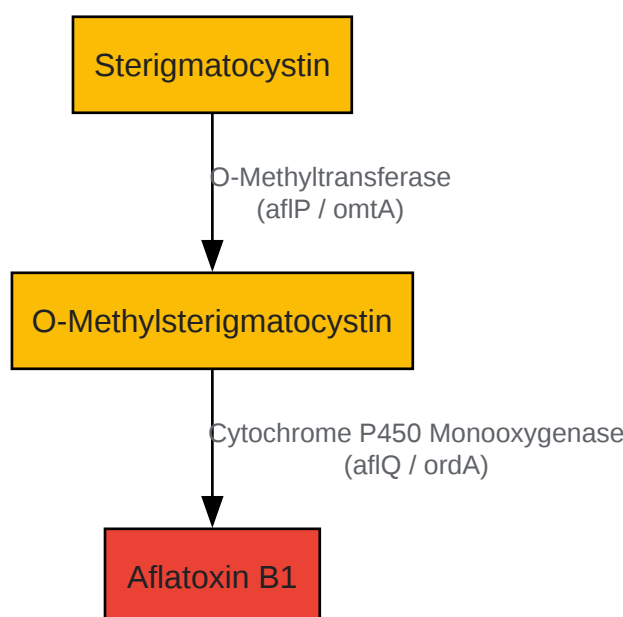 Sterigmatocystin
O-Methyltransferase
(aflP / omtA)
O-Methylsterigmatocystin
Cytochrome P450 Monooxygenase
(aflQ / ordA)
Aflatoxin B1